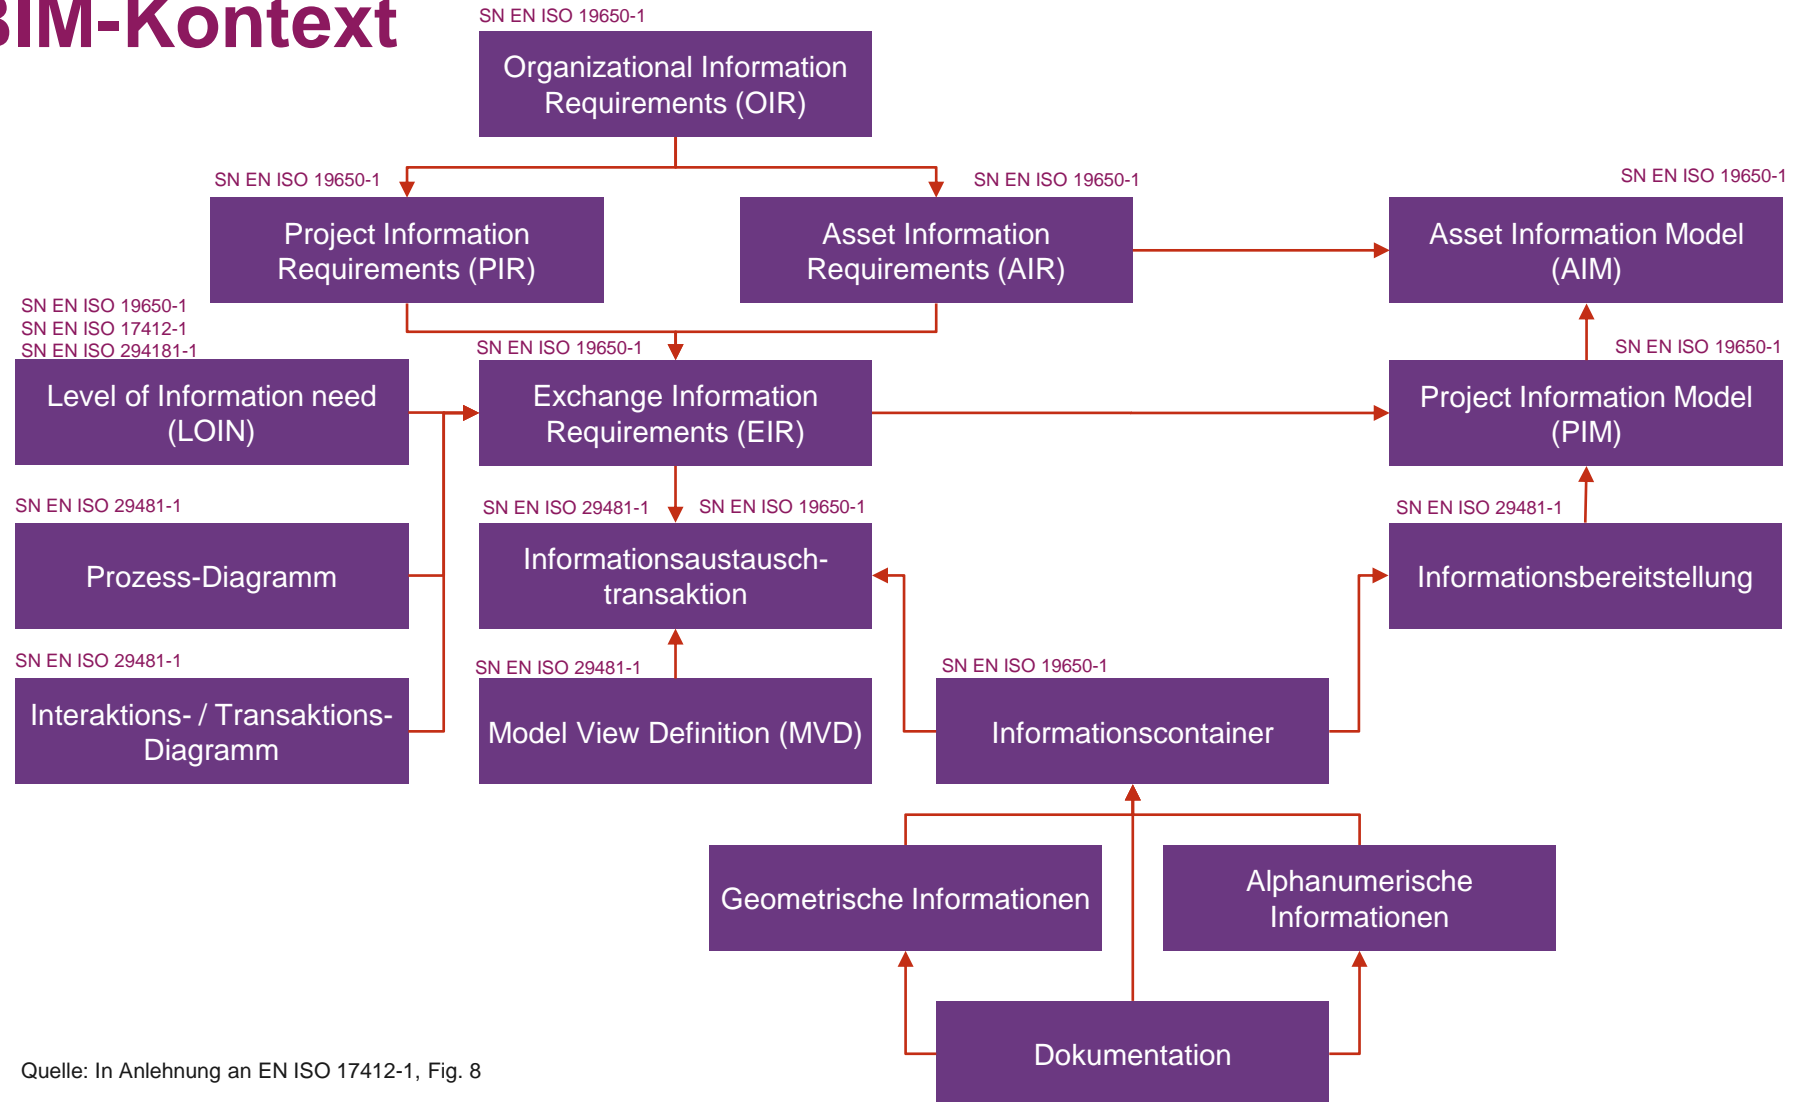 BIM-Kontext
SN EN ISO 19650-1
Organizational Information
Requirements (OIR)
SN EN ISO 19650-1
Project Information
Requirements (PIR)
SN EN ISO 19650-1
Asset Information
Requirements (AIR)
SN EN ISO 19650-1
Asset Information Model
(AIM)
SN EN ISO 19650-1
SN EN ISO 17412-1
SN EN ISO 294181-1
Level of Information need
(LOIN)
SN EN ISO 19650-1
Exchange Information
Requirements (EIR)
SN EN ISO 19650-1
Project Information Model
(PIM)
SN EN ISO 29481-1
Prozess-Diagramm
SN EN ISO 29481-1
SN EN ISO 19650-1
Informationsaustausch-
transaktion
SN EN ISO 29481-1
Informationsbereitstellung
SN EN ISO 29481-1
Interaktions- / Transaktions-
Diagramm
SN EN ISO 29481-1
Model View Definition (MVD)
SN EN ISO 19650-1
Informationscontainer
Geometrische Informationen
Alphanumerische
Informationen
Dokumentation
Quelle: In Anlehnung an EN ISO 17412-1, Fig. 8